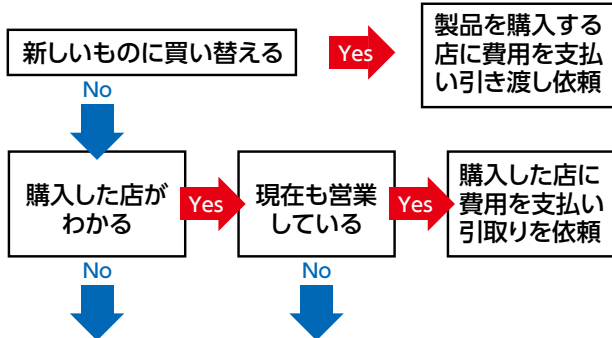 新しいものに買い替える
Yes
製品を購入する
店に費用を支払
い引き渡し依頼
No
購入した店が
わかる
Yes
現在も営業
している
Yes
購入した店に
費用を支払い
引取りを依頼
No
No